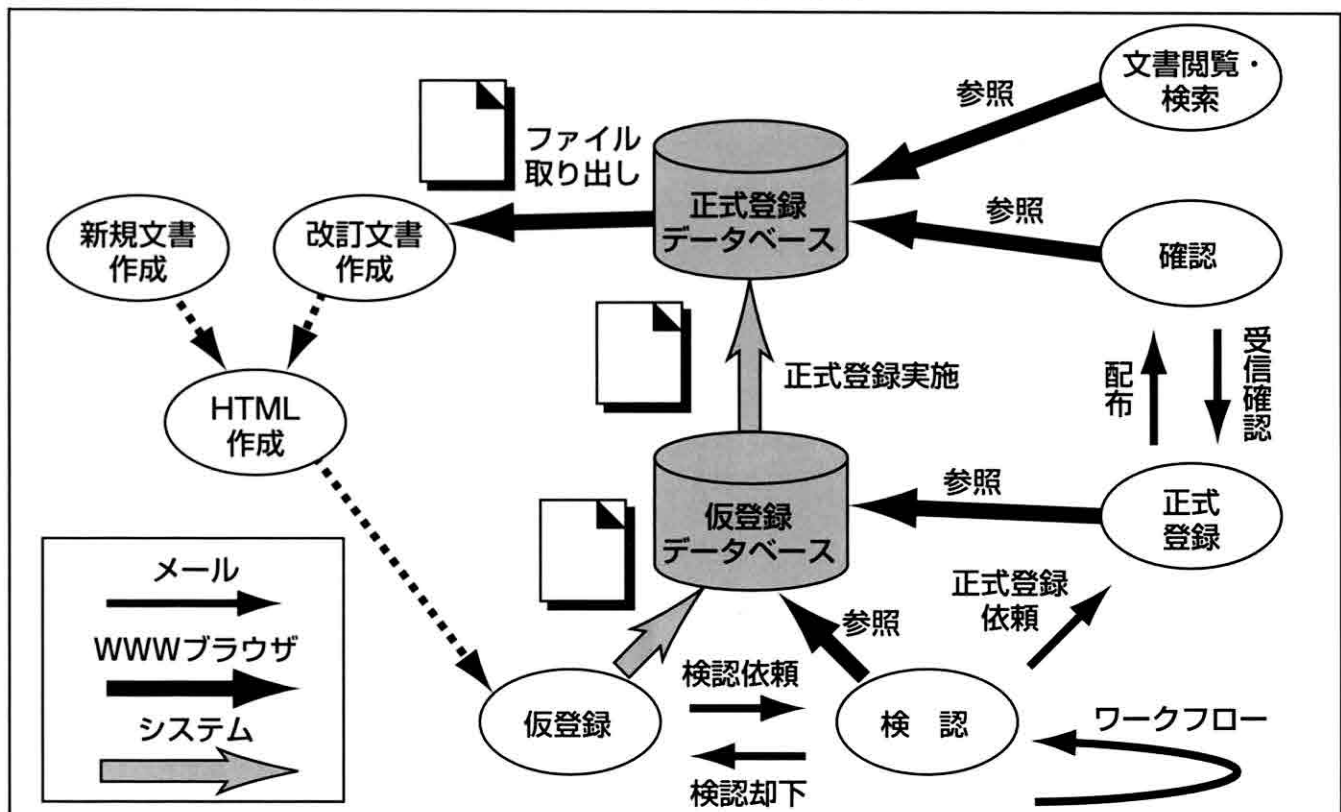 文書閲覧・
検索
参照
ファイル
取り出し
正式登録
データベース
参照
確認
新規文書
作成
改訂文書
作成
HTML
作成
正式登録実施
配布
受信確認
仮登録
データベース
参照
正式
登録
正式登録
依頼
参照
メール
WWWブラウザ
システム
仮登録
検認依頼
検認却下
検 認
ワークフロー